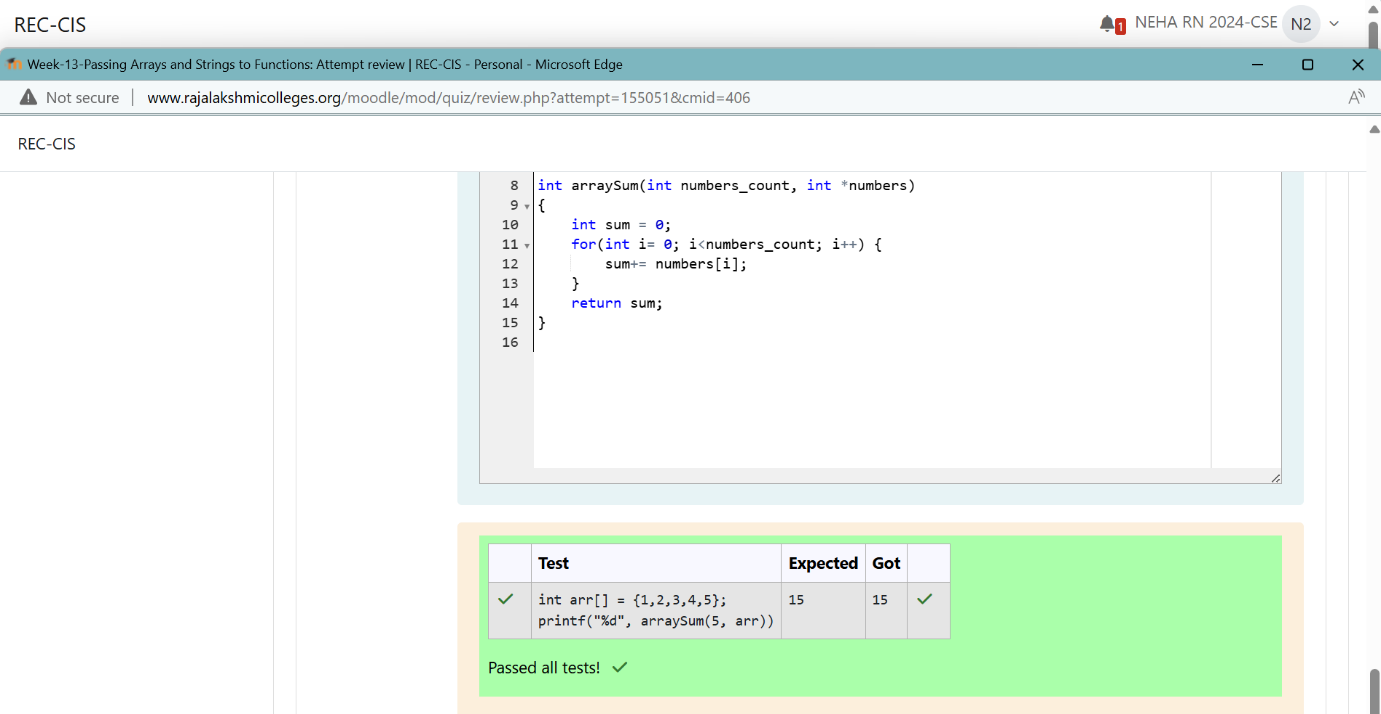 REC-CIS
1 NEHA RN 2024-CSE N2
Week-13-Passing Arrays and Strings to Functions: Attempt review | REC-CIS - Personal - Microsoft Edge
Not secure | www.rajalakshmicolleges.org/moodle/mod/quiz/review.php?attempt=155051&cmid=406
REC-CIS
8 int arraySum(int numbers_count, int *numbers)
9 {
10     int sum = 0;
11     for(int i= 0; i<numbers_count; i++) {
12         sum+= numbers[i];
13     }
14     return sum;
15 }
16
Test Expected Got
int arr[] = {1,2,3,4,5}; 15 15
printf("%d", arraySum(5, arr))
Passed all tests!